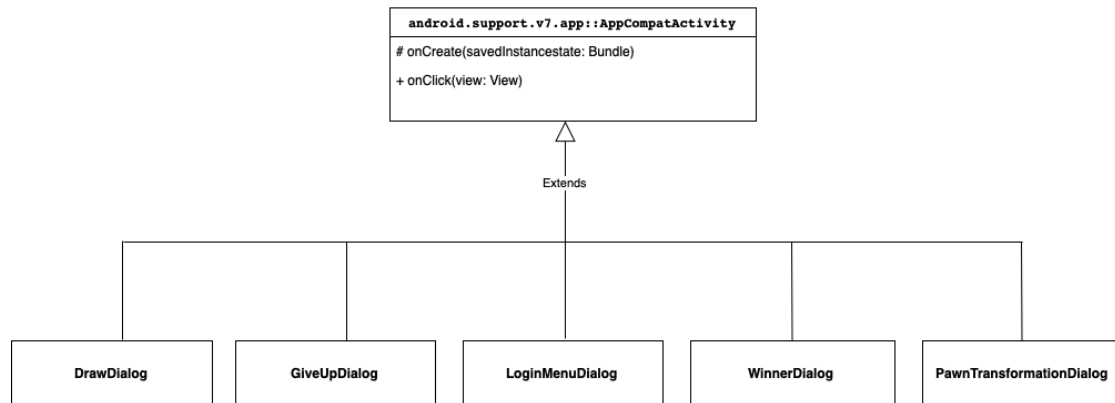 android.support.v7.app::AppCompatActivity
# onCreate(savedInstancestate: Bundle)
+ onClick(view: View)
Extends
DrawDialog
GiveUpDialog
LoginMenuDialog
WinnerDialog
PawnTransformationDialog